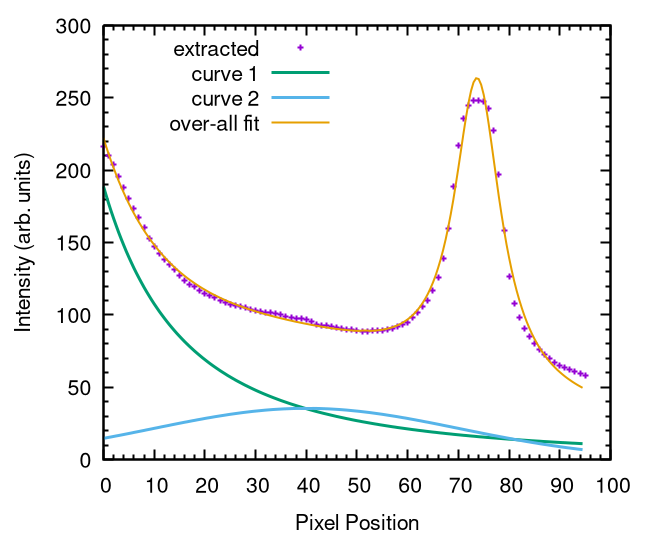 300
250
200
150
100
50
0
Intensity (arb. units)
extracted
curve 1
curve 2
over-all fit
0 10 20 30 40 50 60 70 80 90 100
Pixel Position